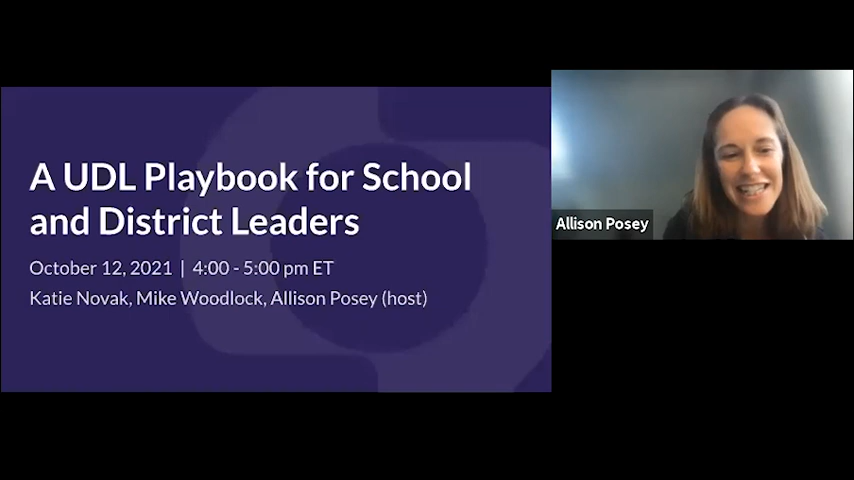 A UDL Playbook for School
and District Leaders
October 12, 2021 | 4:00 - 5:00 pm ET
Katie Novak, Mike Woodlock, Allison Posey (host)
Allison Posey